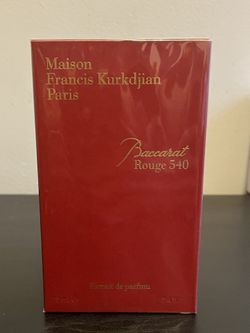 Maison
Francis Kurkdjian
Paris
Baccarat
Rouge 540
Extrait de parfum